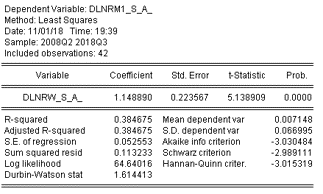 Dependent Variable: DLNRM1_S_A_
Method: Least Squares
Date: 11/01/18 Time: 19:39
Sample: 2008Q2 2018Q3
Included observations: 42
Variable Coefficient Std. Error t-Statistic Prob.
DLNRW_S_A_ 1.148890 0.223567 5.138909 0.0000
R-squared 0.384675 Mean dependent var 0.007148
Adjusted R-squared 0.384675 S.D. dependent var 0.066995
S.E. of regression 0.052553 Akaike info criterion -3.030484
Sum squared resid 0.113233 Schwarz criterion -2.989111
Log likelihood 64.64016 Hannan-Quinn criter. -3.015319
Durbin-Watson stat 1.614413